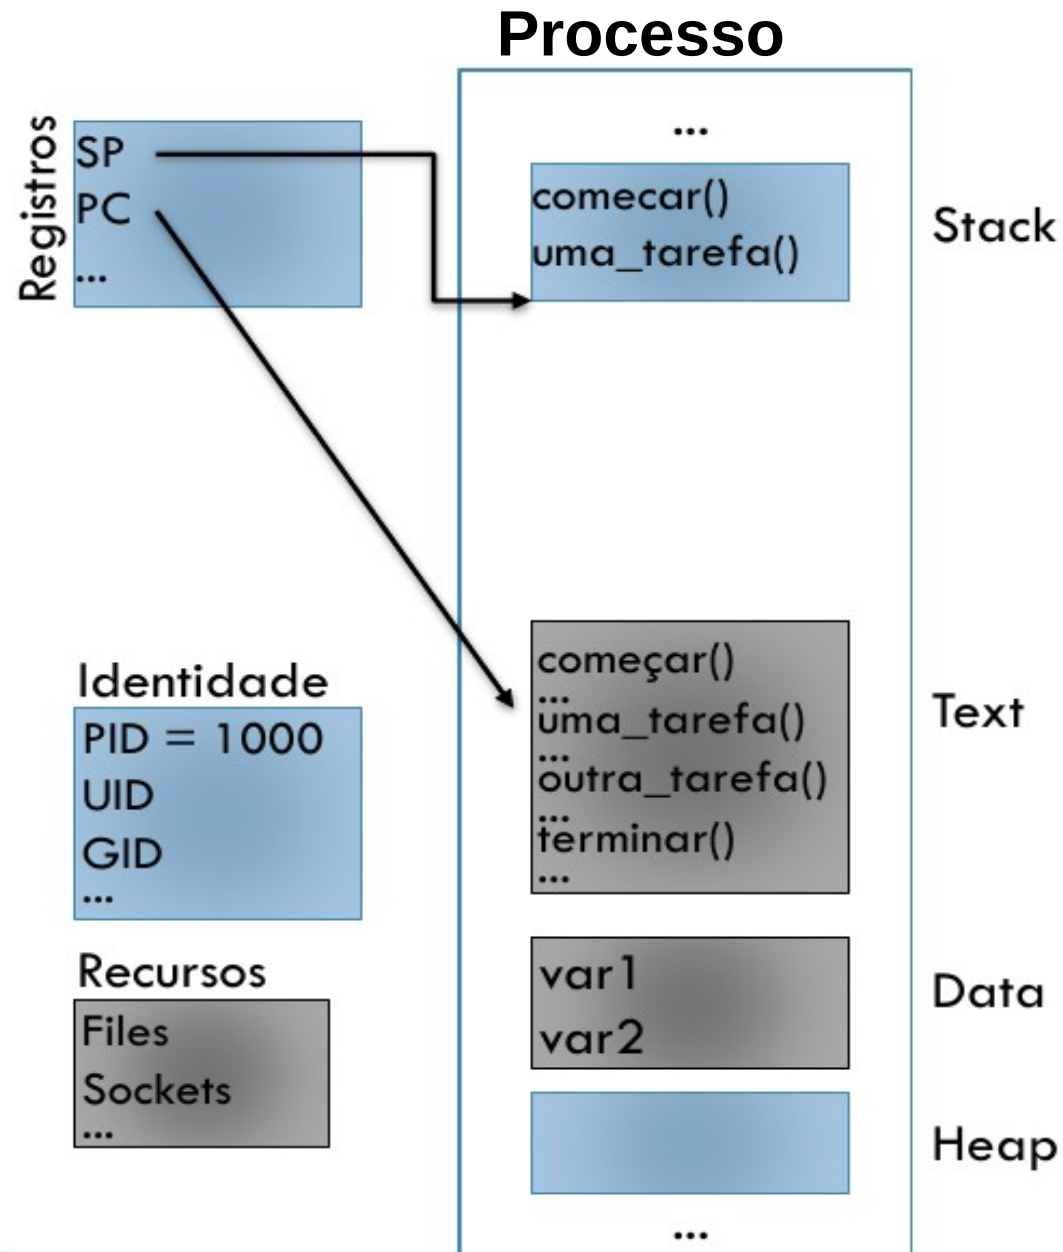 Processo
Registros
SP
PC
...
...
comecar()
uma_tarefa()
Stack
começar()
...
uma_tarefa()
...
outra_tarefa()
...
terminar()
...
Text
Identidade
PID = 1000
UID
GID
...
Recursos
Files
Sockets
...
var1
var2
Data
Heap
...